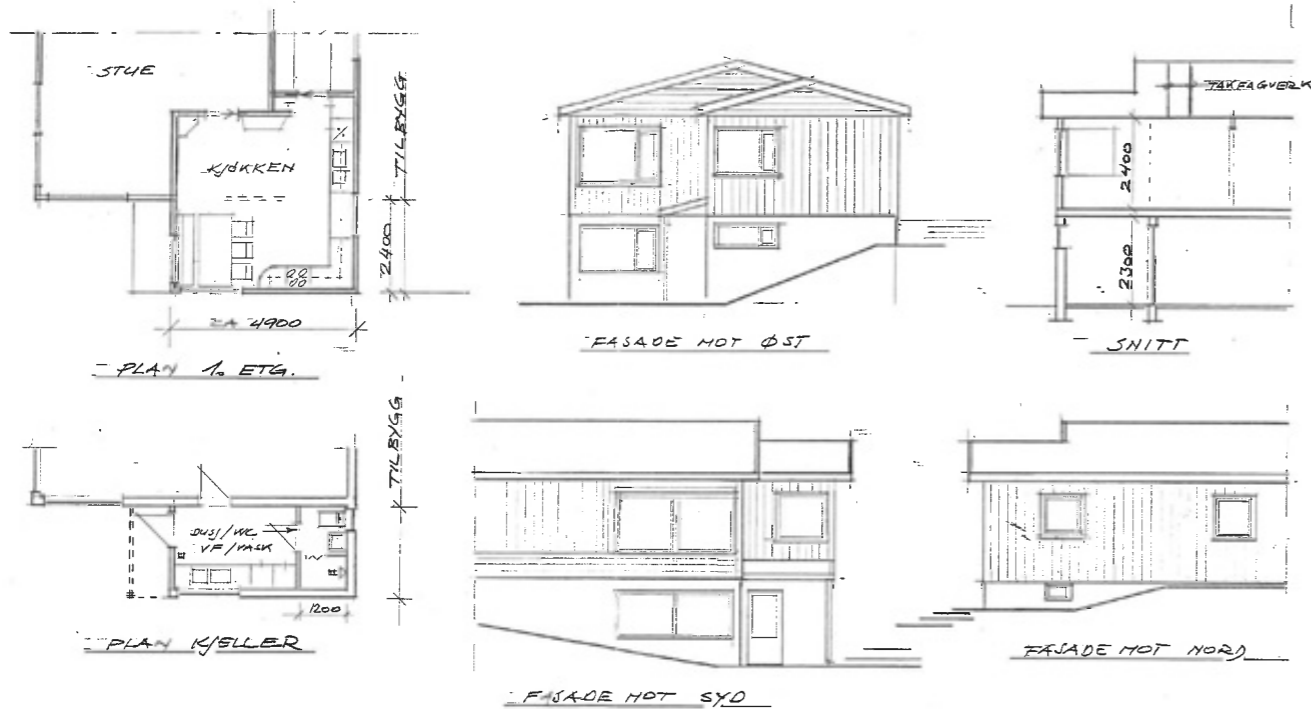 STUE
KJØKKEN
TILBYGG
2400
CA 4900
PLAN 1. ETG.
FASADE MOT ØST
TAKFAGVERK
2400
2300
SNITT
TILBYGG
DUSJ/WC
VF/VASK
1200
PLAN KJELLER
FASADE MOT SYD
FASADE MOT NORD